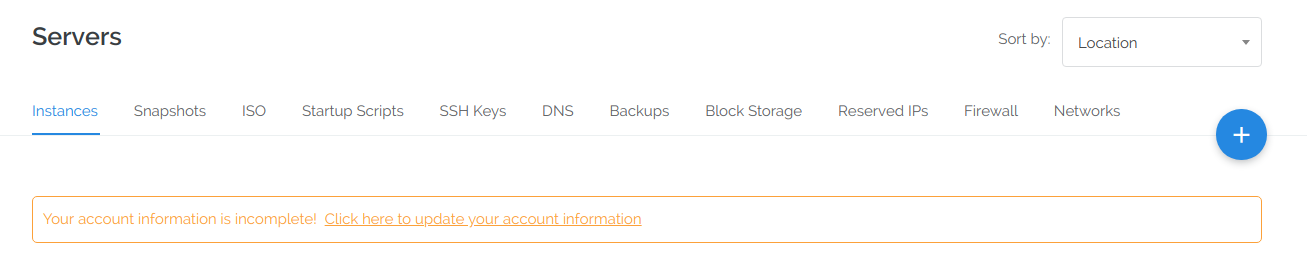 Servers
Sort by: Location
Instances Snapshots ISO Startup Scripts SSH Keys DNS Backups Block Storage Reserved IPs Firewall Networks
+
Your account information is incomplete! Click here to update your account information